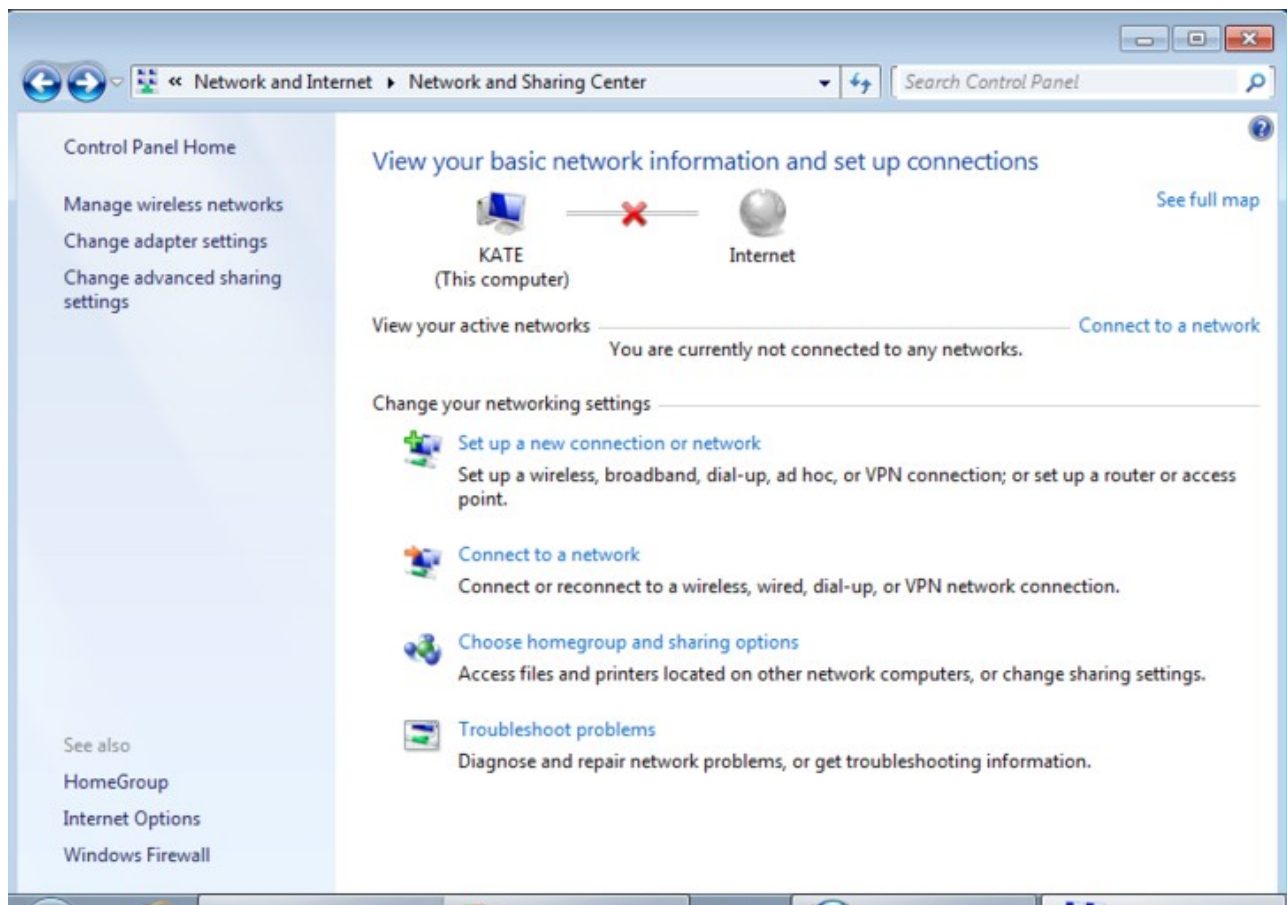 « Network and Internet ▸ Network and Sharing Center
Search Control Panel
Control Panel Home
Manage wireless networks
Change adapter settings
Change advanced sharing
settings
See also
HomeGroup
Internet Options
Windows Firewall
View your basic network information and set up connections
See full map
KATE
(This computer)
Internet
View your active networks
Connect to a network
You are currently not connected to any networks.
Change your networking settings
Set up a new connection or network
Set up a wireless, broadband, dial-up, ad hoc, or VPN connection; or set up a router or access
point.
Connect to a network
Connect or reconnect to a wireless, wired, dial-up, or VPN network connection.
Choose homegroup and sharing options
Access files and printers located on other network computers, or change sharing settings.
Troubleshoot problems
Diagnose and repair network problems, or get troubleshooting information.